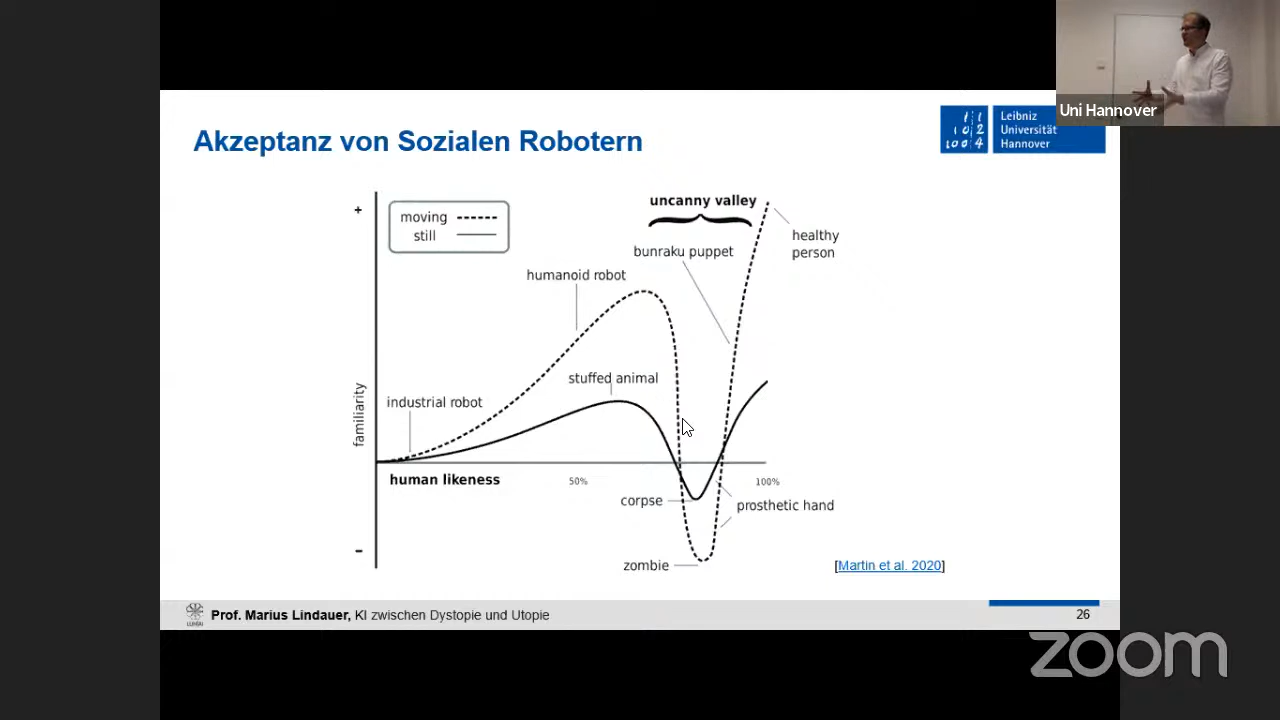 Uni Hannover
Leibniz
Universität
Hannover
Akzeptanz von Sozialen Robotern
+
moving
still
uncanny valley
healthy
person
bunraku puppet
humanoid robot
stuffed animal
industrial robot
familiarity
human likeness
50%
100%
corpse
prosthetic hand
-
zombie
[Martin et al. 2020]
Prof. Marius Lindauer, KI zwischen Dystopie und Utopie
26
zoom